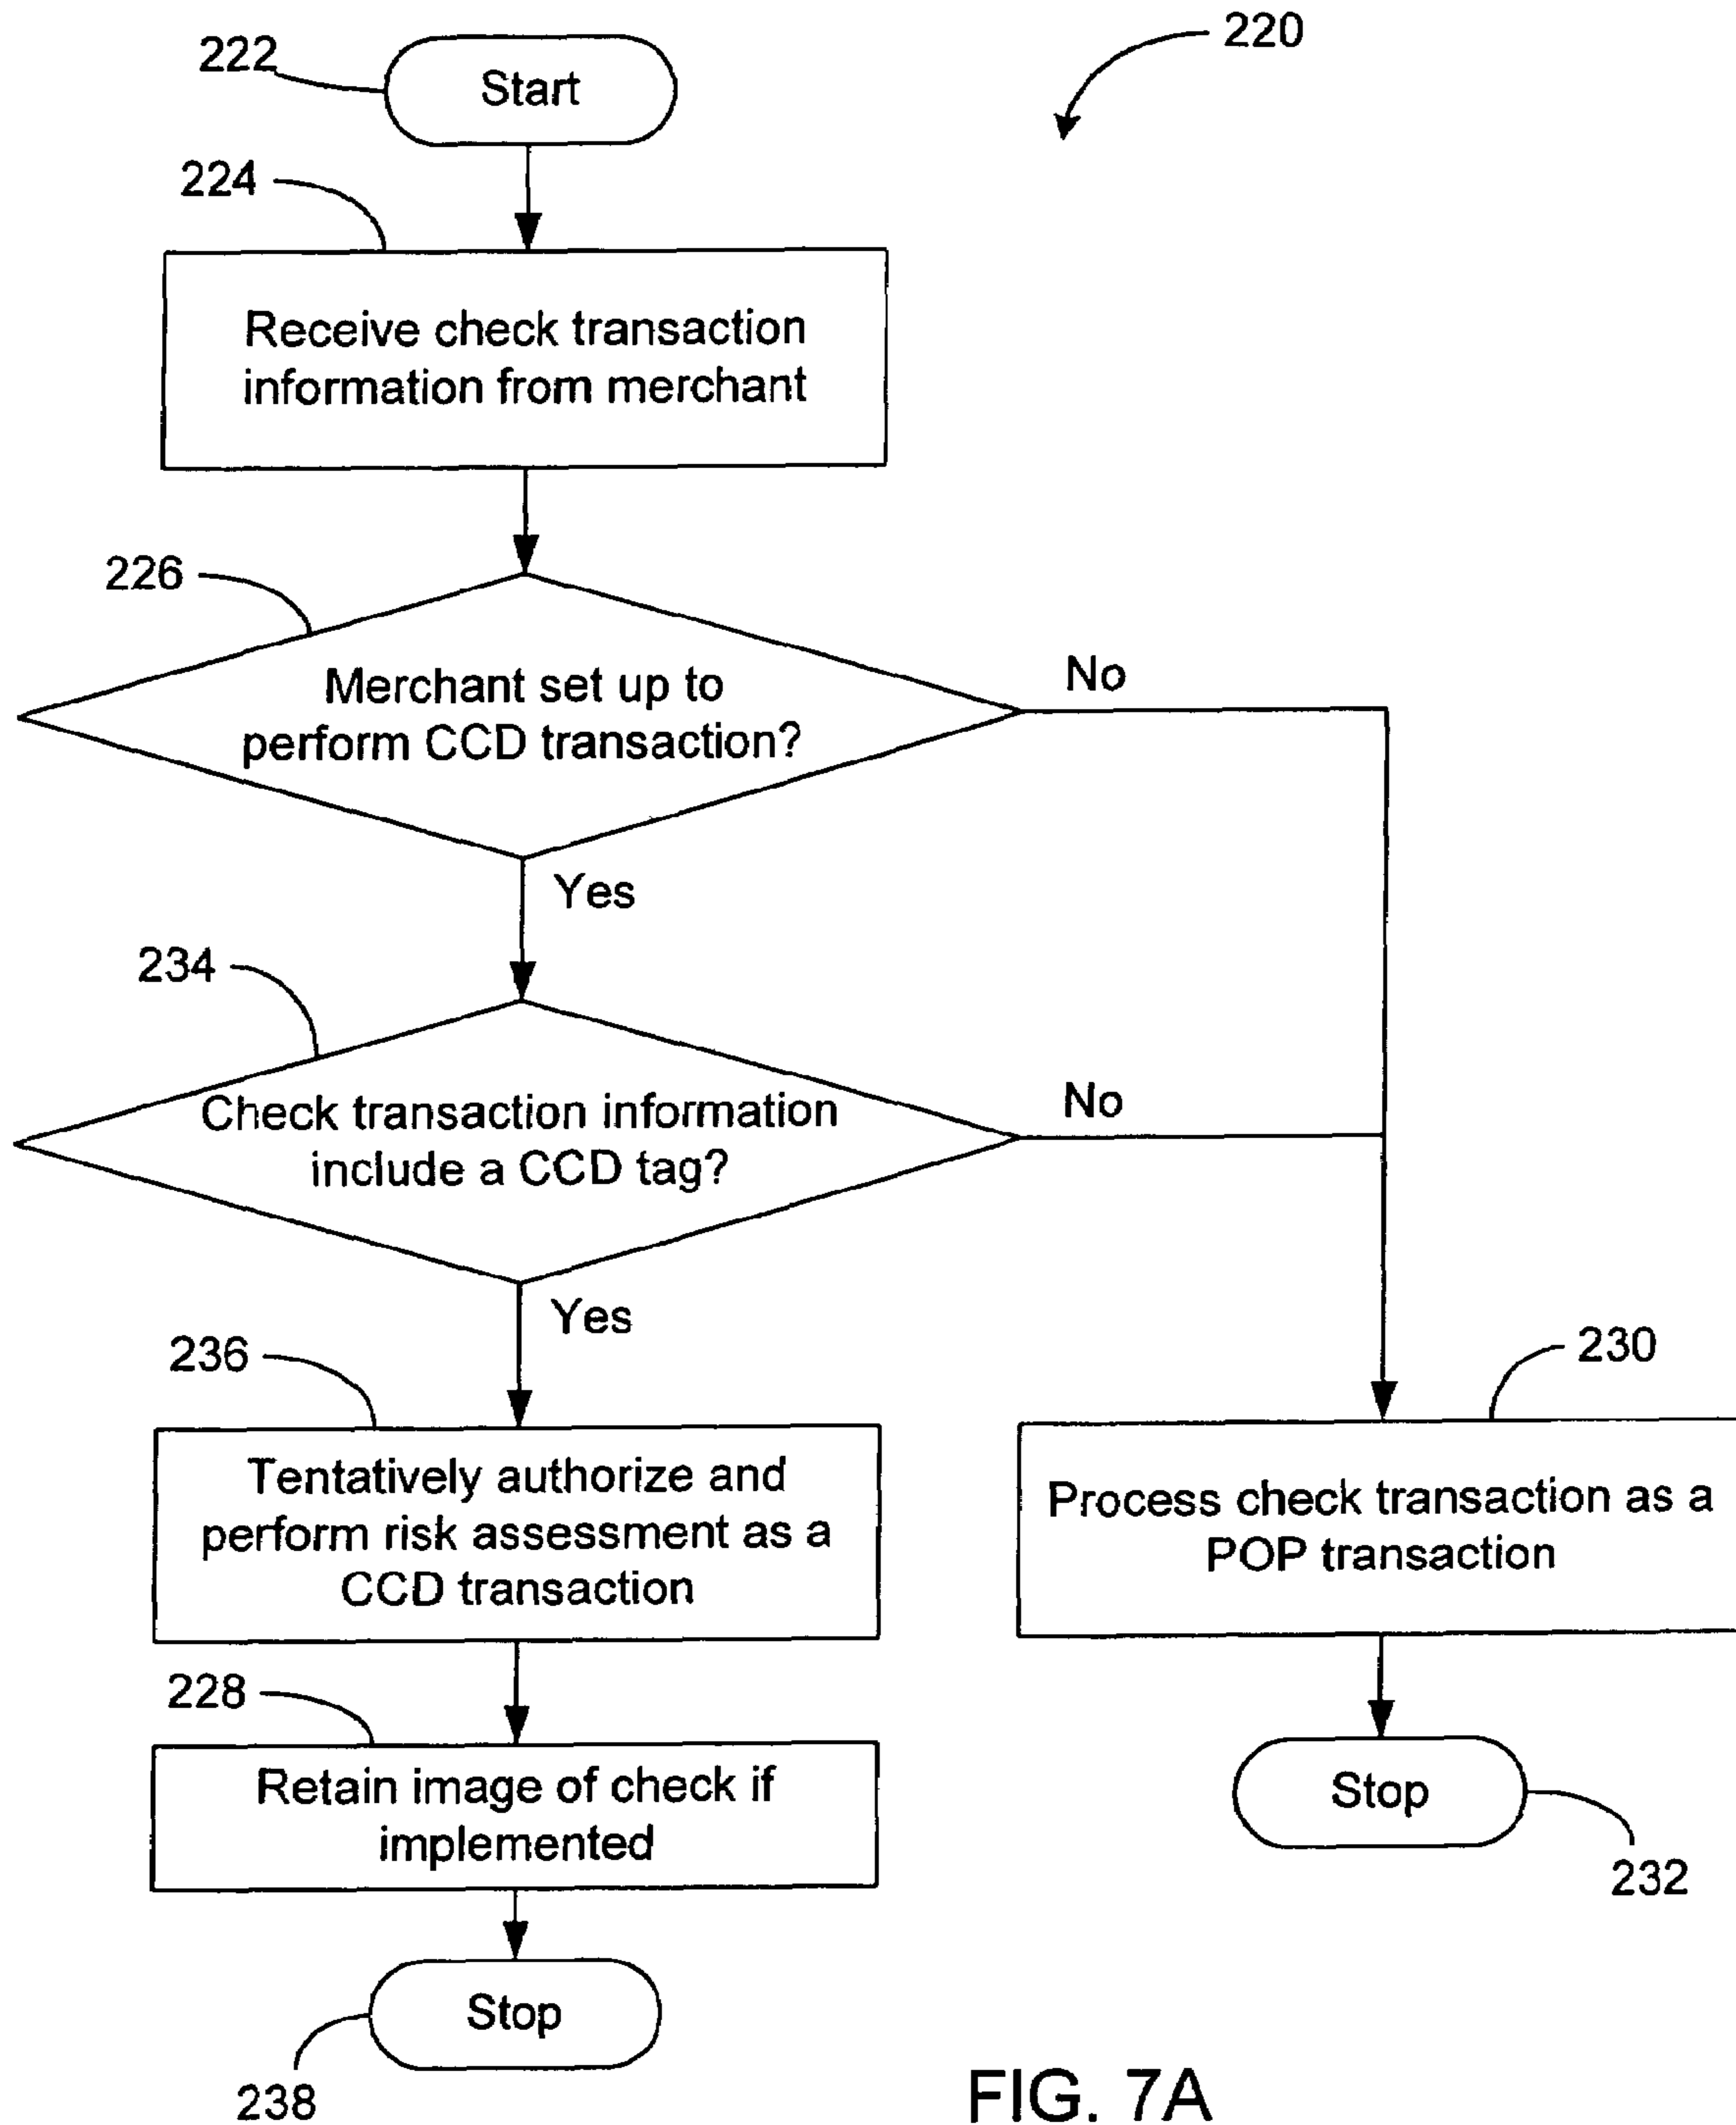 220
222
Start
224
Receive check transaction
information from merchant
226
Merchant set up to
perform CCD transaction?
No
Yes
234
Check transaction information
include a CCD tag?
No
Yes
236
Tentatively authorize and
perform risk assessment as a
CCD transaction
230
Process check transaction as a
POP transaction
228
Retain image of check if
implemented
Stop
232
Stop
238
FIG. 7A